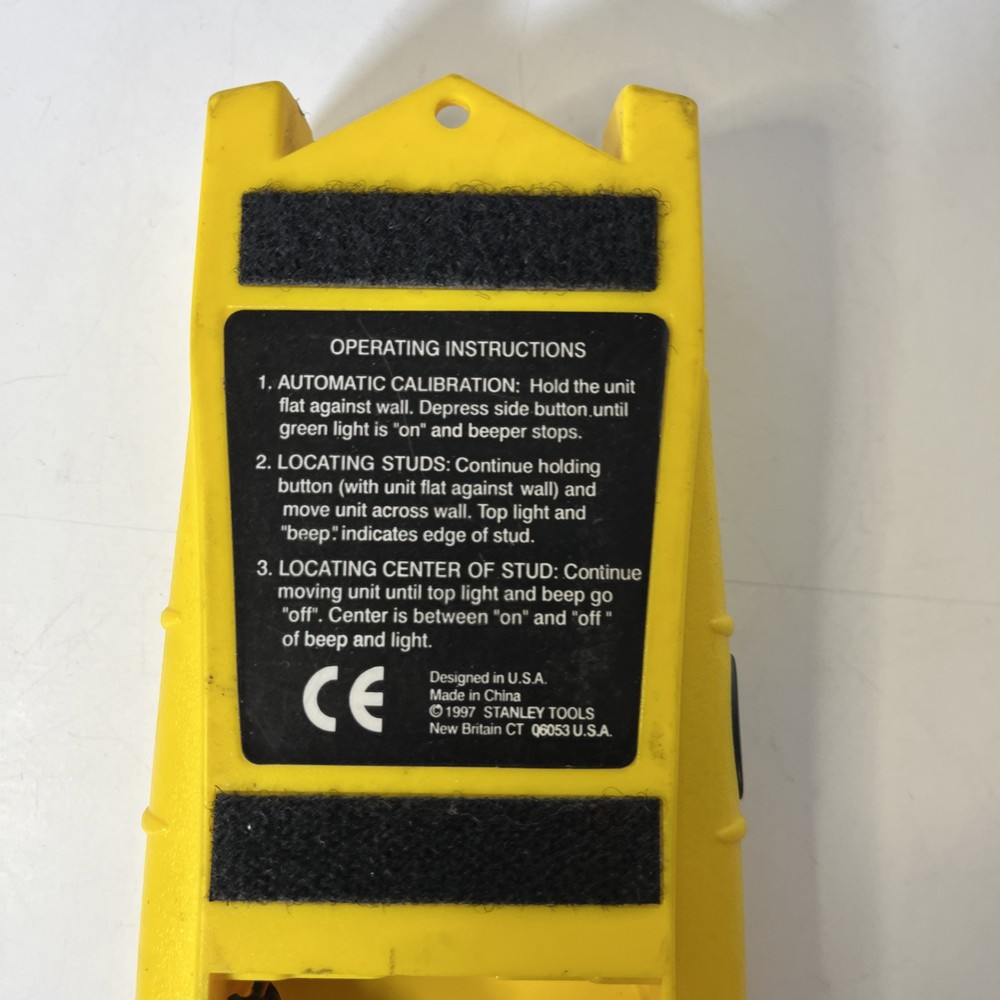 OPERATING INSTRUCTIONS
1. AUTOMATIC CALIBRATION: Hold the unit
flat against wall. Depress side button until
green light is "on" and beeper stops.
2. LOCATING STUDS: Continue holding
button (with unit flat against wall) and
move unit across wall. Top light and
"beep" indicates edge of stud.
3. LOCATING CENTER OF STUD: Continue
moving unit until top light and beep go
"off". Center is between "on" and "off "
of beep and light.
CE
Designed in U.S.A.
Made in China
© 1997 STANLEY TOOLS
New Britain CT 06053 U.S.A.